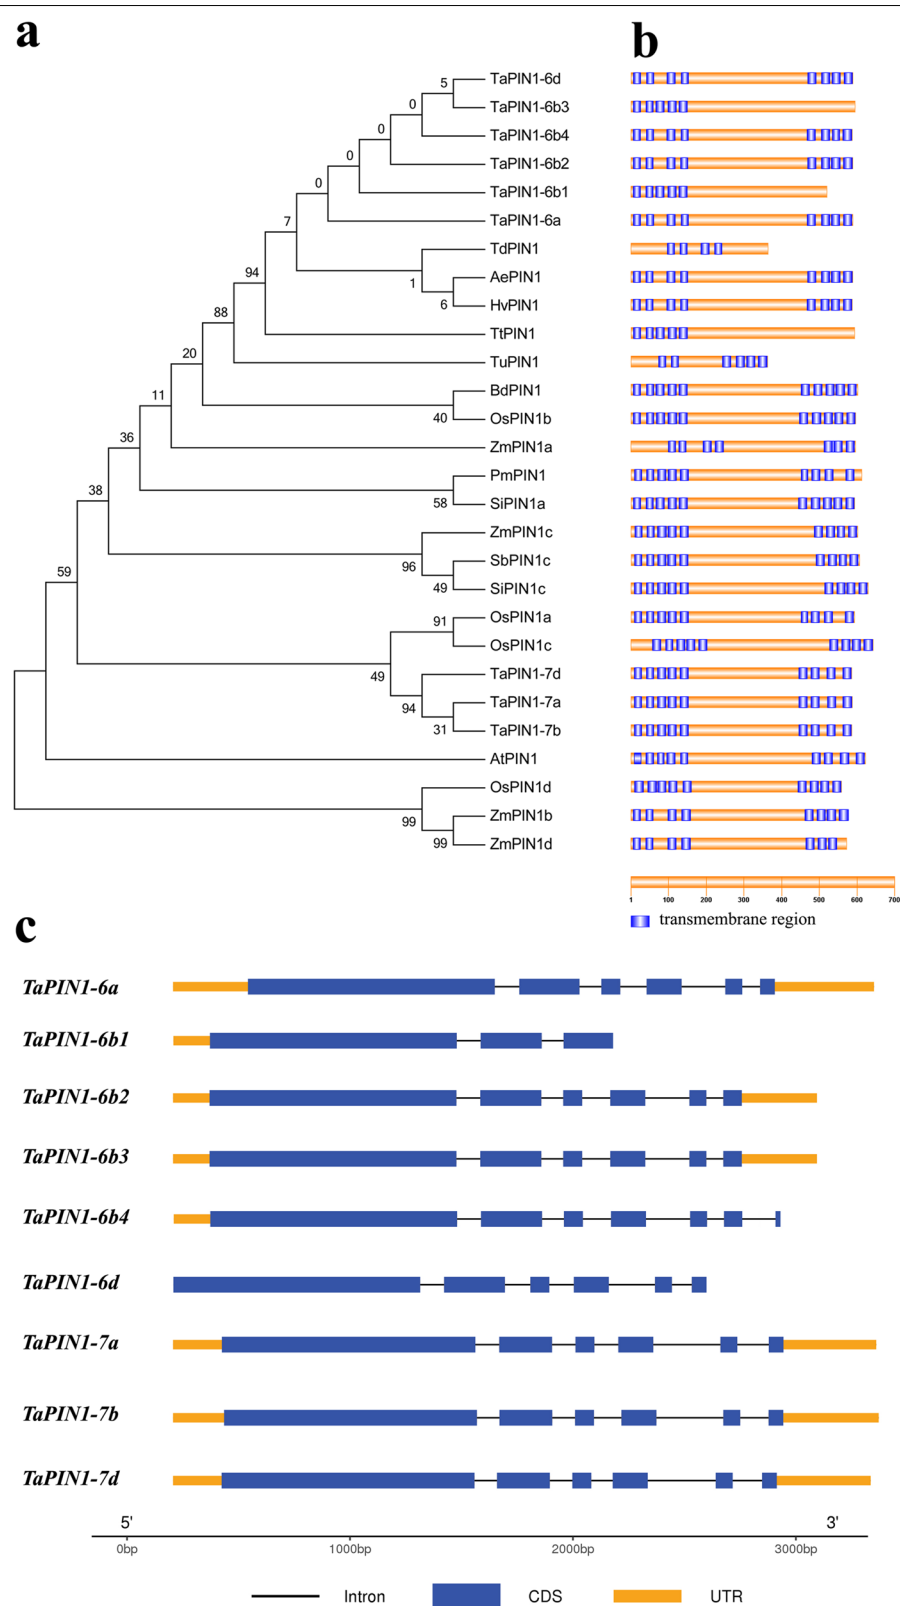 a
b
TaPIN1-6d
5
TaPIN1-6b3
0
TaPIN1-6b4
0
TaPIN1-6b2
0
TaPIN1-6b1
0
TaPIN1-6a
7
TdPIN1
94
AePIN1
1
HvPIN1
6
88
TtPIN1
20
TuPIN1
11
BdPIN1
40
OsPIN1b
36
ZmPIN1a
PmPIN1
38
58
SiPIN1a
ZmPIN1c
96
SbPIN1c
59
49
SiPIN1c
91
OsPIN1a
OsPIN1c
49
TaPIN1-7d
94
TaPIN1-7a
31
TaPIN1-7b
AtPIN1
OsPIN1d
99
ZmPIN1b
99
ZmPIN1d
1 100 200 300 400 500 600 700
transmembrane region
c
TaPIN1-6a
TaPIN1-6b1
TaPIN1-6b2
TaPIN1-6b3
TaPIN1-6b4
TaPIN1-6d
TaPIN1-7a
TaPIN1-7b
TaPIN1-7d
5' 3'
0bp 1000bp 2000bp 3000bp
Intron CDS UTR